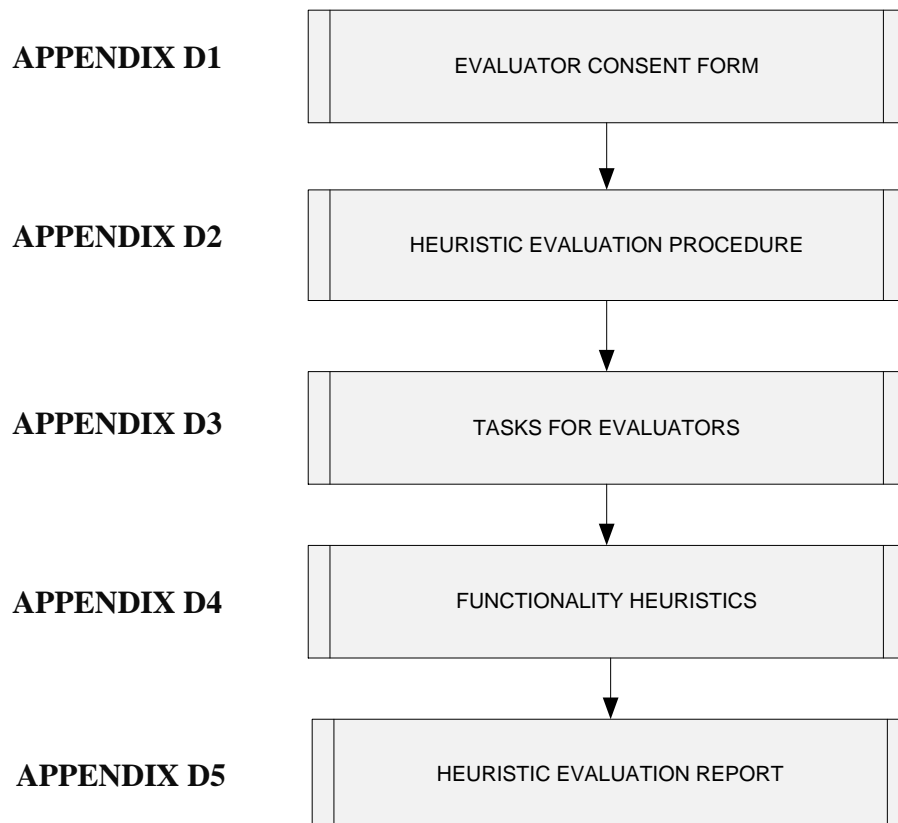 APPENDIX D1
EVALUATOR CONSENT FORM
APPENDIX D2
HEURISTIC EVALUATION PROCEDURE
APPENDIX D3
TASKS FOR EVALUATORS
APPENDIX D4
FUNCTIONALITY HEURISTICS
APPENDIX D5
HEURISTIC EVALUATION REPORT